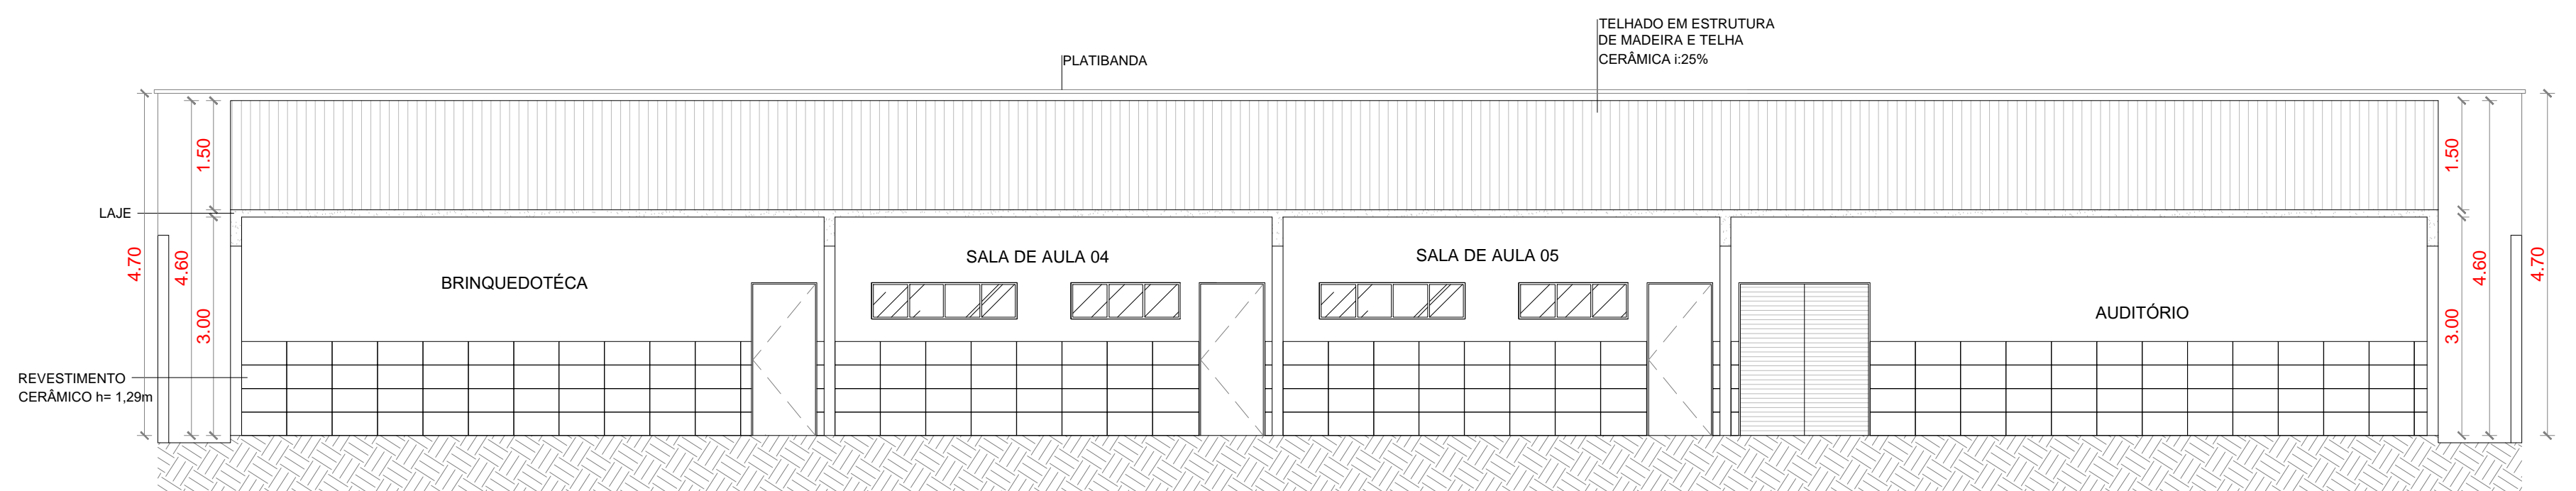 TELHADO EM ESTRUTURA
DE MADEIRA E TELHA
CERÂMICA i:25%
PLATIBANDA
1.50
1.50
LAJE
4.70
4.60
3.00
BRINQUEDOTÉCA
SALA DE AULA 04
SALA DE AULA 05
AUDITÓRIO
3.00
4.60
4.70
REVESTIMENTO
CERÂMICO h= 1,29m